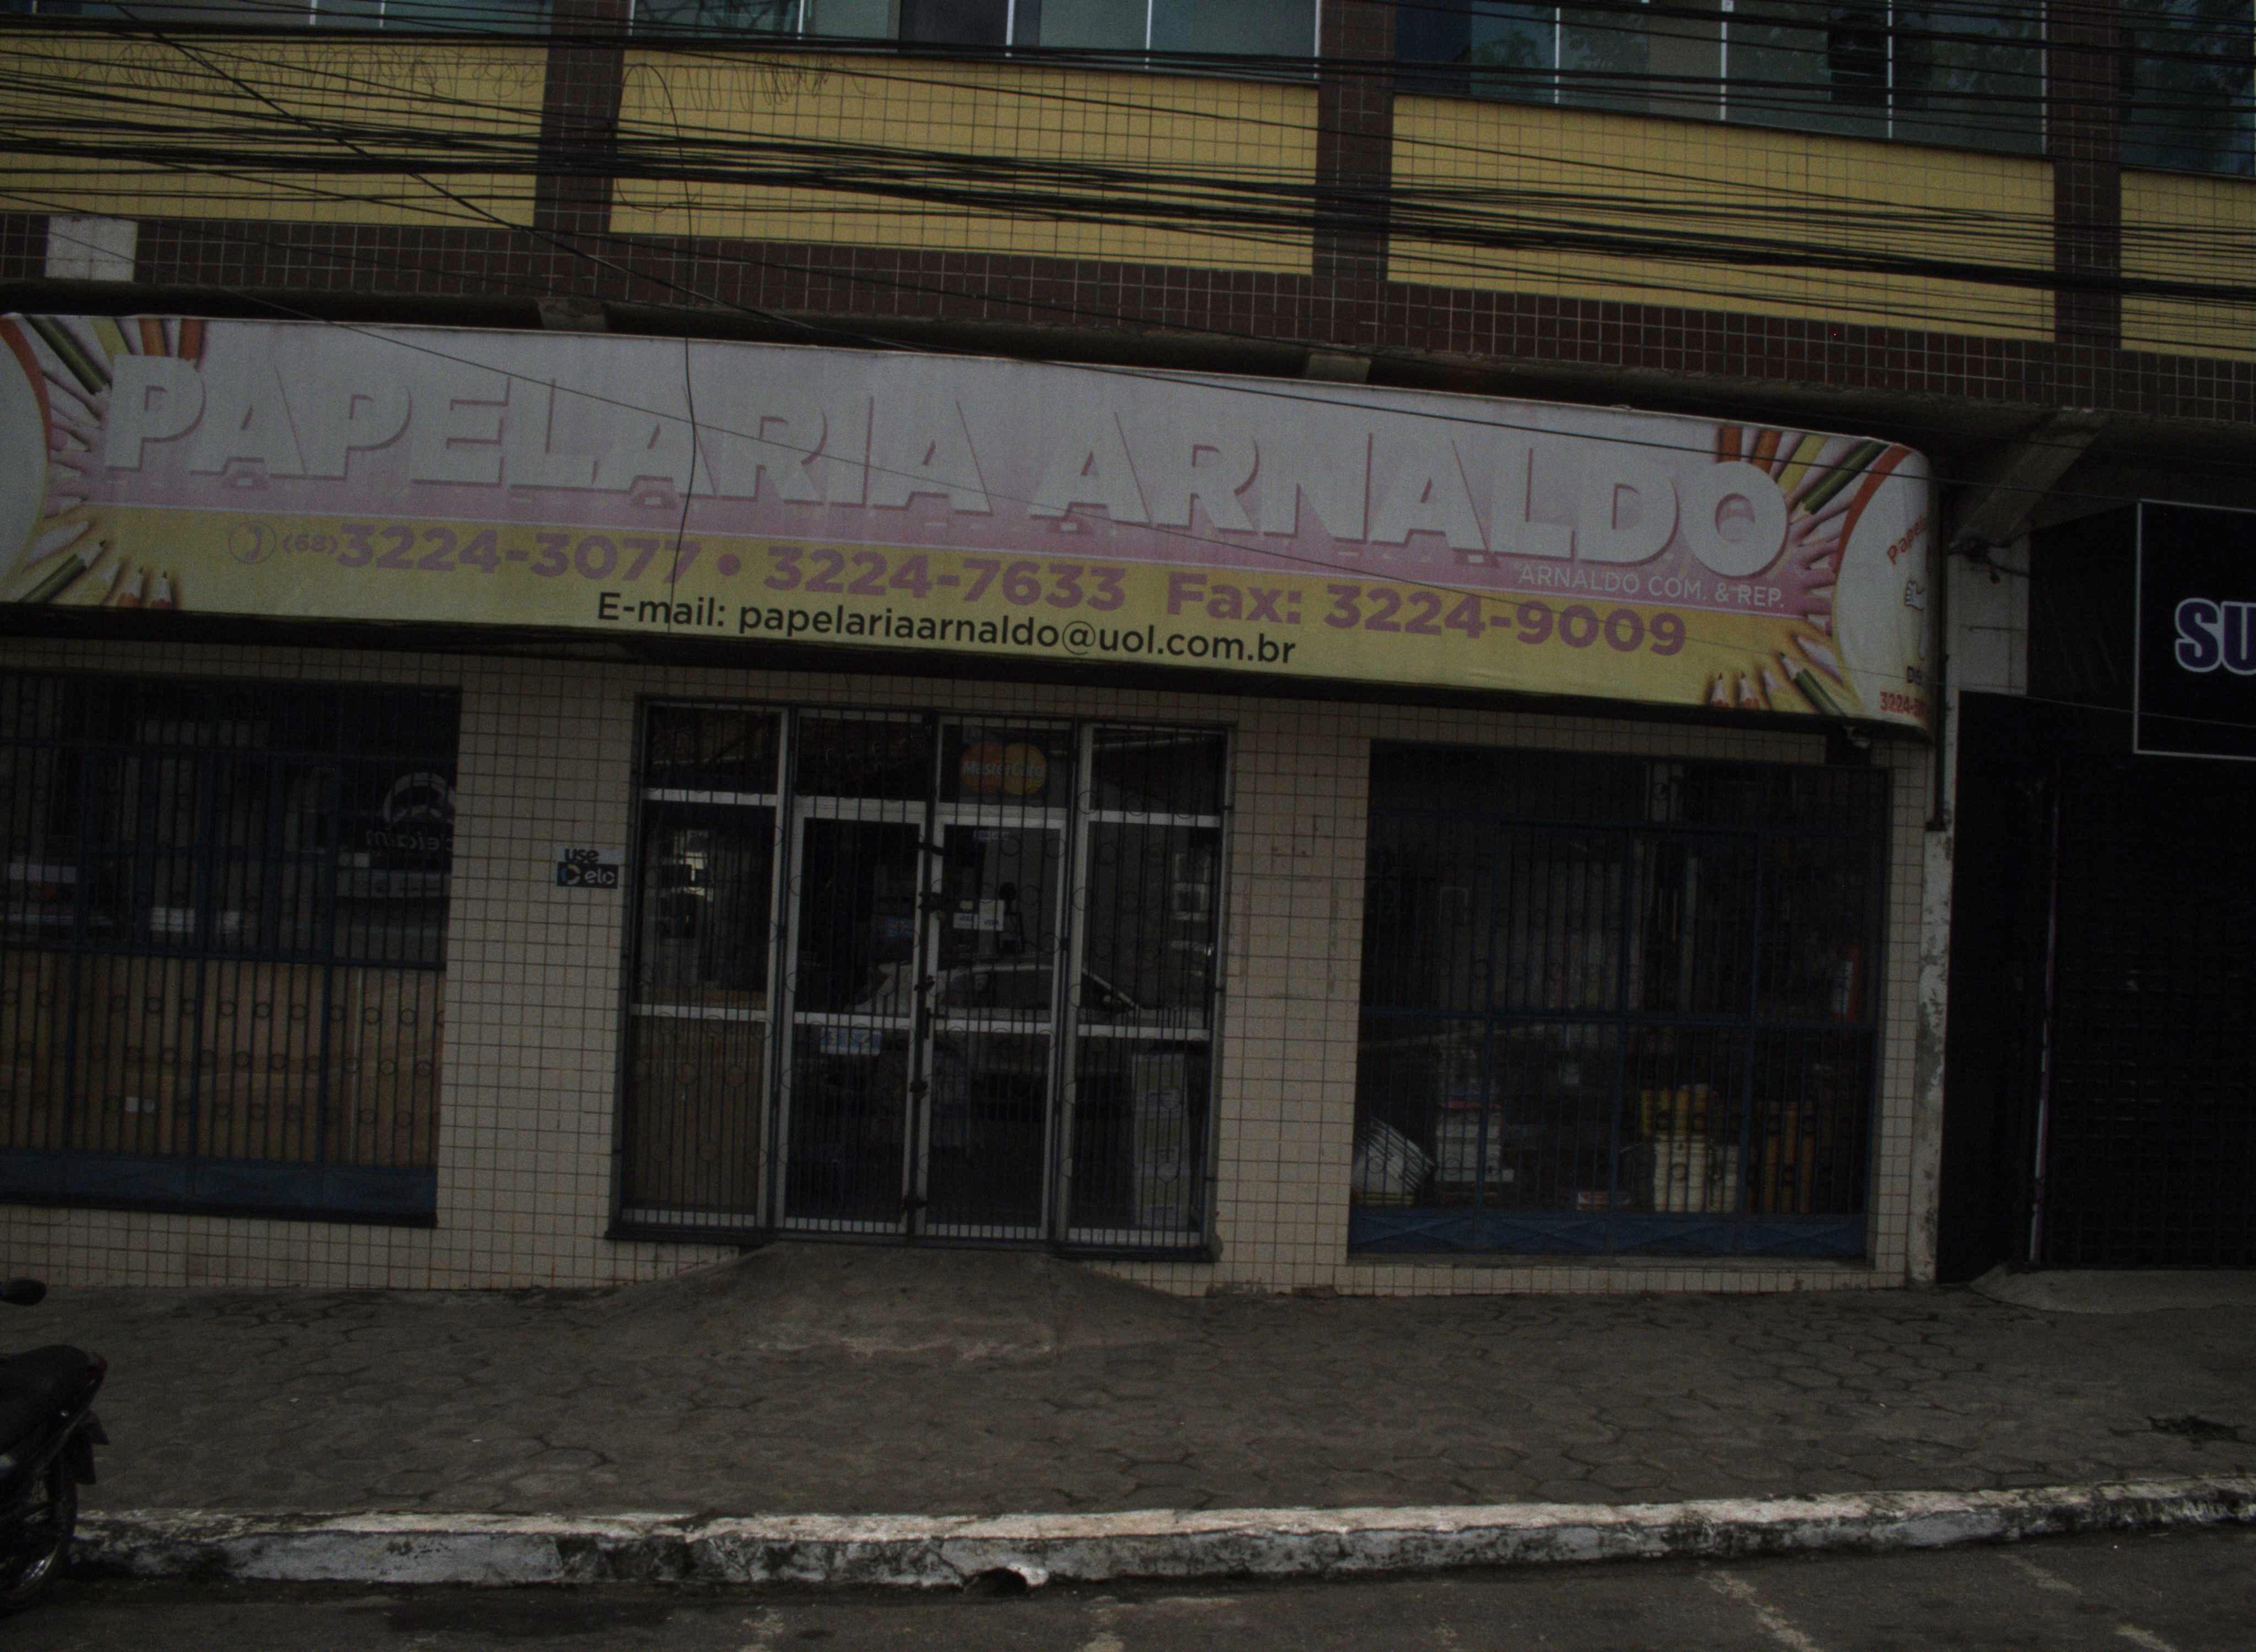 PAPELARIA ARNALDO
ARNALDO COM. & REP.
(68)3224-3077 • 3224-7633 Fax: 3224-9009
E-mail: papelariaarnaldo@uol.com.br
SU
MasterCard
use
elo